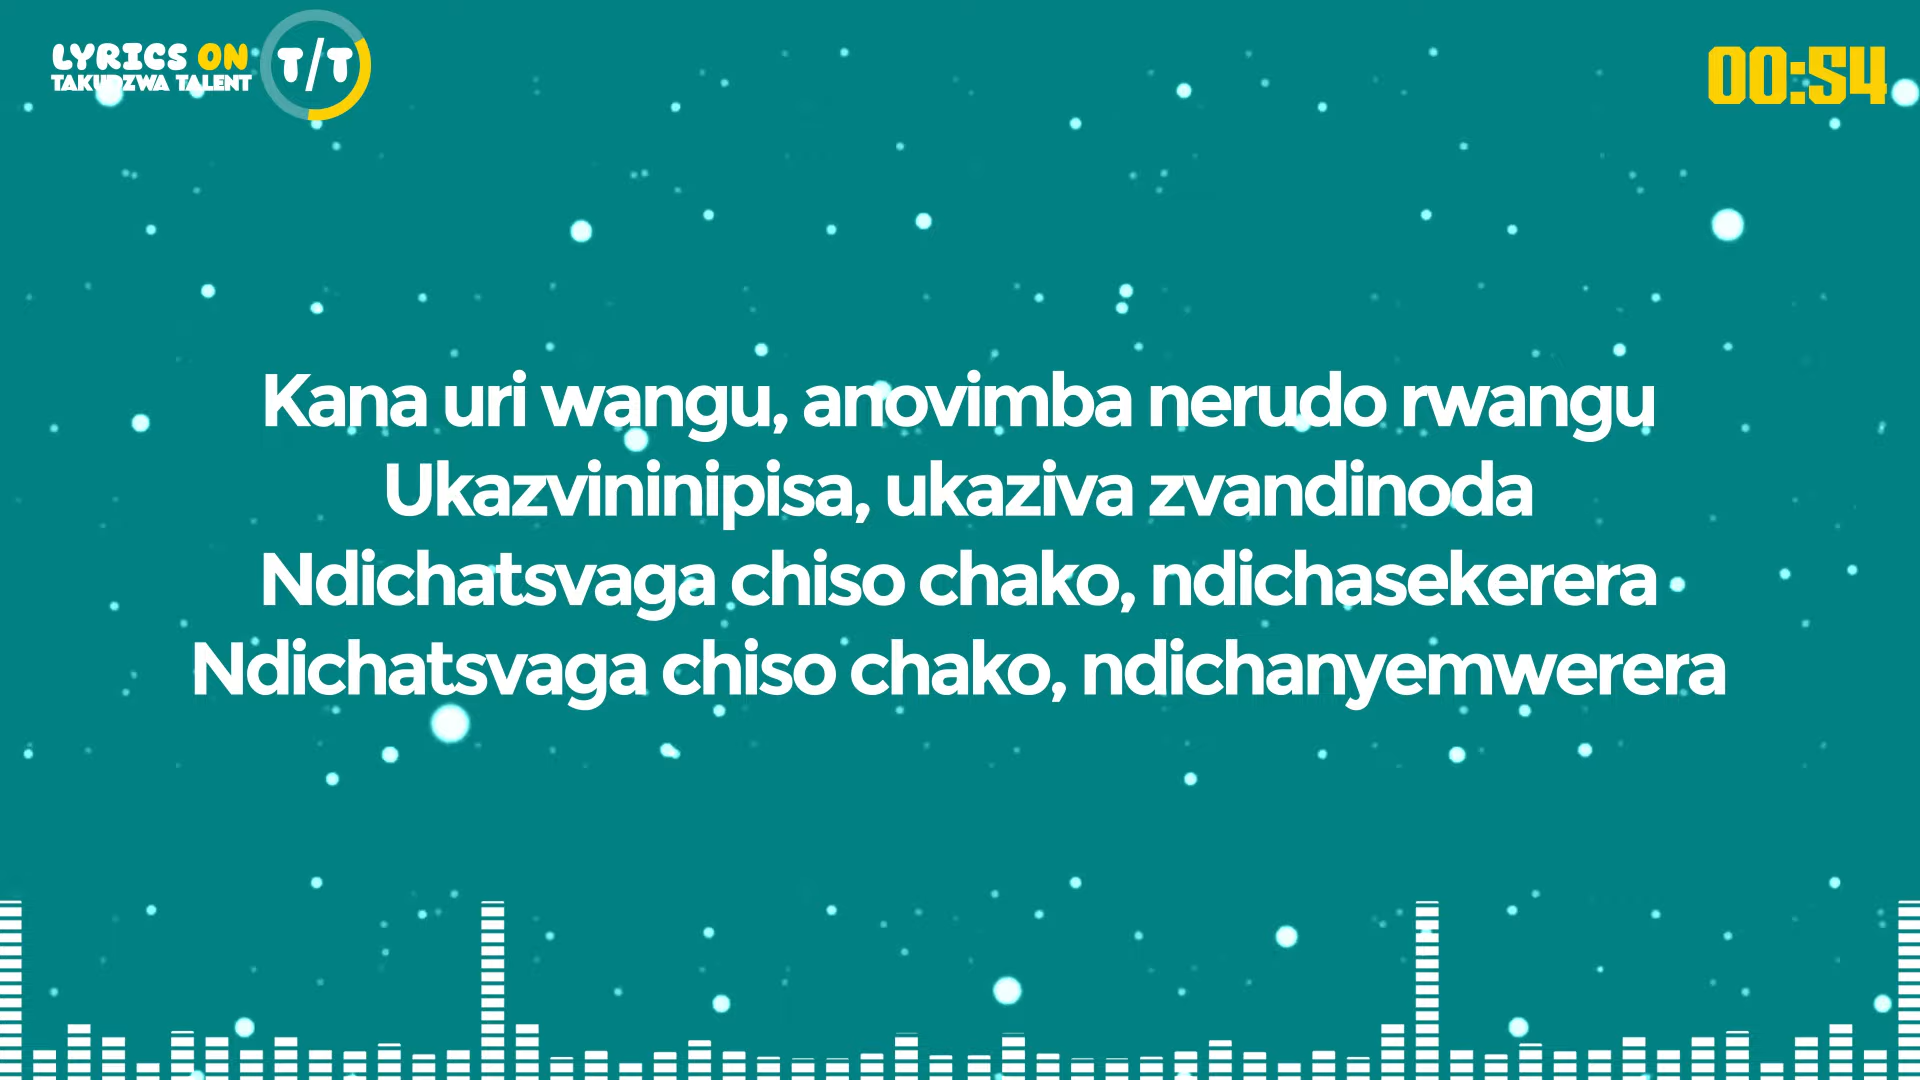 LYRICS ON
TAKUDZWA TALENT
T/T
00:54
Kana uri wangu, anovimba nerudo rwangu
Ukazvininipisa, ukaziva zvandinoda
Ndichatsvaga chiso chako, ndichasekerera
Ndichatsvaga chiso chako, ndichanyemwerera